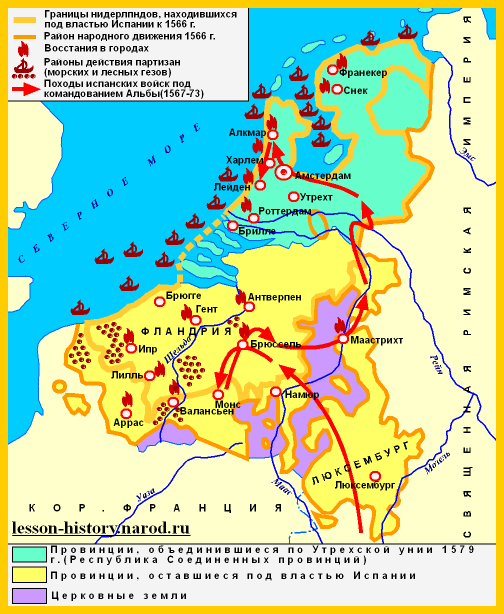 Границы нидерлпндов, находившихся
под властью Испании к 1566 г.
Район народного движения 1566 г.
Восстания в городах
Районы действия партизан
(морских и лесных гезов)
Походы испанских войск под
командованием Альбы(1567-73)
СЕВЕРНОЕ МОРЕ
СВЯЩЕННАЯ РИМСКАЯ ИМПЕРИЯ
Франекер
Снек
Эмс
Алкмар
Харлем
Амстердам
Лейден
Утрехт
Роттердам
Брилле
Брюгге
Антверпен
Гент
ФЛАНДРИЯ
Брюссель
Маастрихт
Рейн
Ипр
Шельда
Лилль
Валансьен
Монс
Намюр
Аррас
ЛЮКСЕМБУРГ
Люксембург
Мозель
Маас
Уаза
КОР. ФРАНЦИЯ
lesson-history.narod.ru
Провинции, объединившиеся по Утрехской унии 1579
г.(Республика Соединенных провинций)
Провинции, оставшиеся под властью Испании
Церковные земли